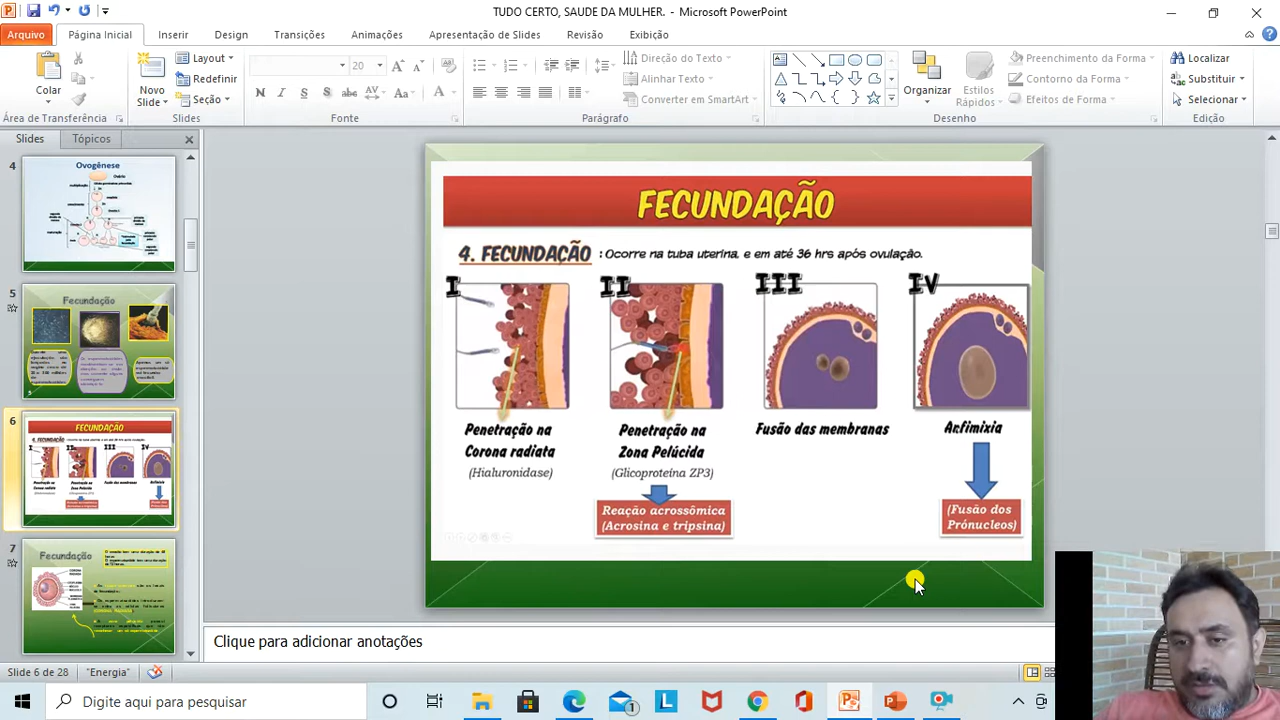 TUDO CERTO, SAUDE DA MULHER. - Microsoft PowerPoint
Arquivo
Página Inicial
Inserir
Design
Transições
Animações
Apresentação de Slides
Revisão
Exibição
Colar
Área de Transferência
Novo
Slide
Layout
Redefinir
Seção
Slides
20
Fonte
Direção do Texto
Alinhar Texto
Converter em SmartArt
Parágrafo
Organizar
Estilos
Rápidos
Preenchimento da Forma
Contorno da Forma
Efeitos de Forma
Desenho
Localizar
Substituir
Selecionar
Edição
Slides
Tópicos
4
Ovogênese
5
Fecundação
6
FECUNDAÇÃO
7
Fecundação
FECUNDAÇÃO
4. FECUNDAÇÃO : Ocorre na tuba uterina, e em até 36 hrs após ovulação.
I
II
III
IV
Penetração na
Corona radiata
(Hialuronidase)
Penetração na
Zona Pelúcida
(Glicoproteína ZP3)
Reação acrossômica
(Acrosina e tripsina)
Fusão das membranas
Anfimixia
(Fusão dos
Prónucleos)
Clique para adicionar anotações
Slide 6 de 28
"Energia"
Digite aqui para pesquisar